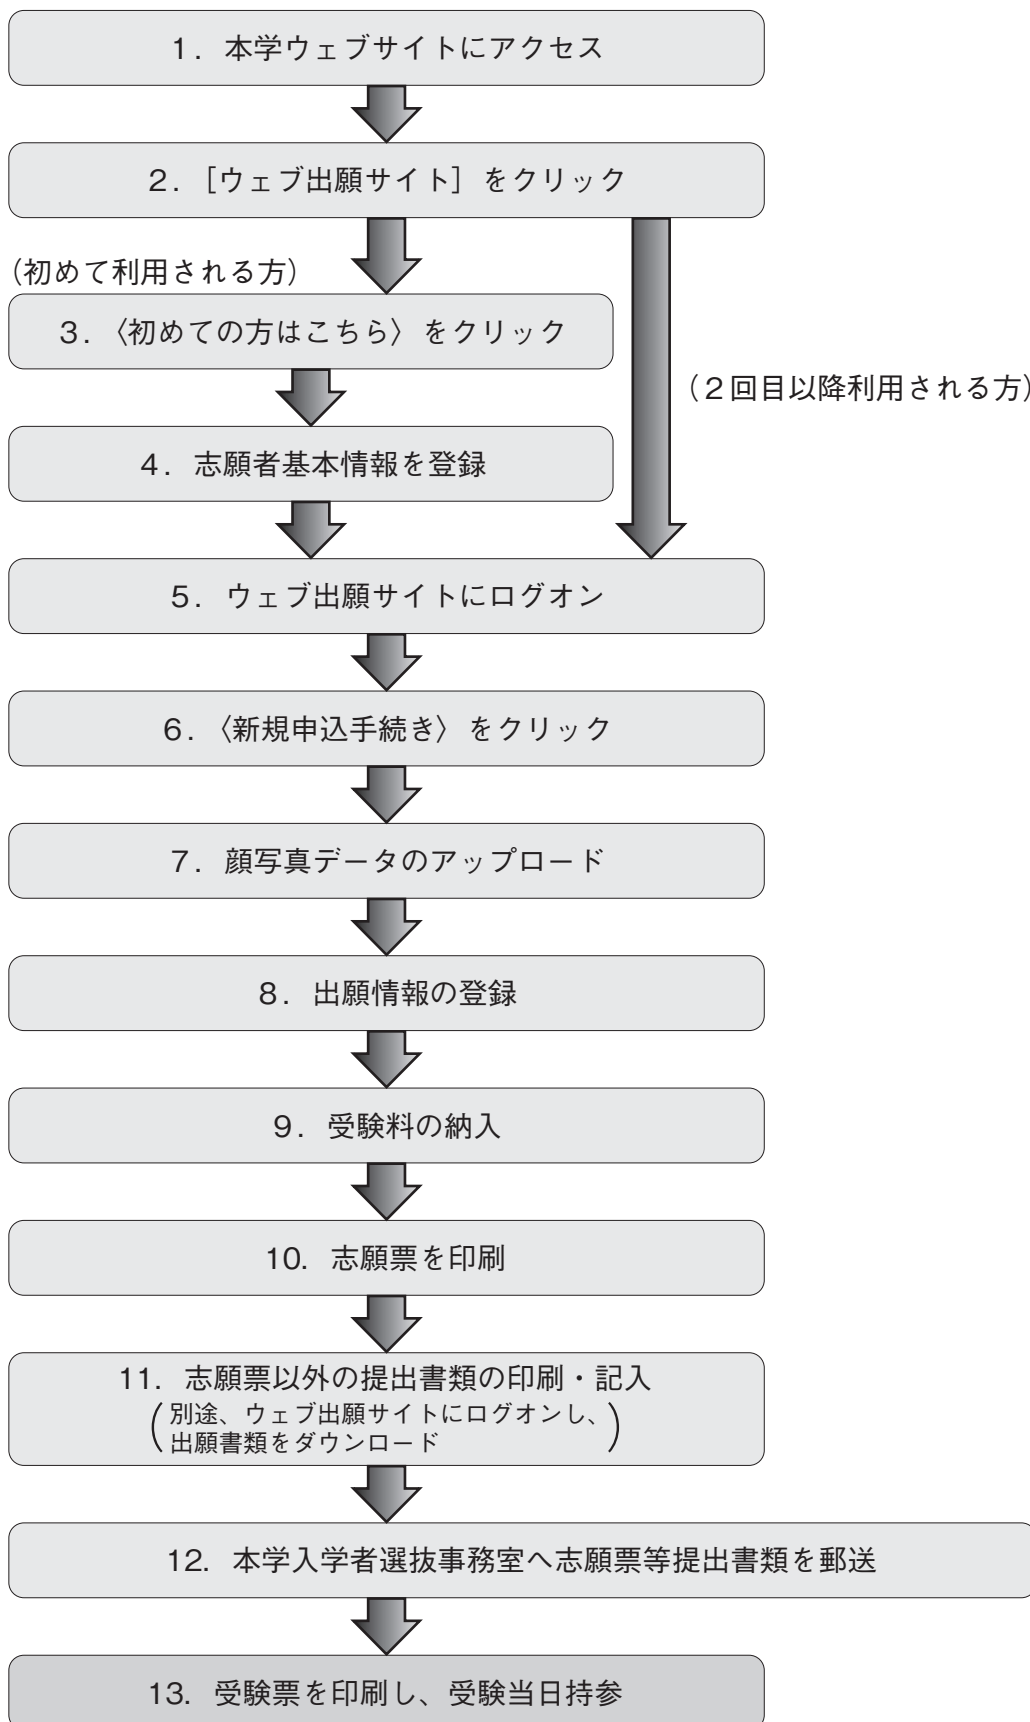 1．本学ウェブサイトにアクセス
2．［ウェブ出願サイト］をクリック
（初めて利用される方）
3．〈初めての方はこちら〉をクリック
（２回目以降利用される方）
4．志願者基本情報を登録
5．ウェブ出願サイトにログオン
6．〈新規申込手続き〉をクリック
7．顔写真データのアップロード
8．出願情報の登録
9．受験料の納入
10．志願票を印刷
11．志願票以外の提出書類の印刷・記入
（別途、ウェブ出願サイトにログオンし、
出願書類をダウンロード）
12．本学入学者選抜事務室へ志願票等提出書類を郵送
13．受験票を印刷し、受験当日持参